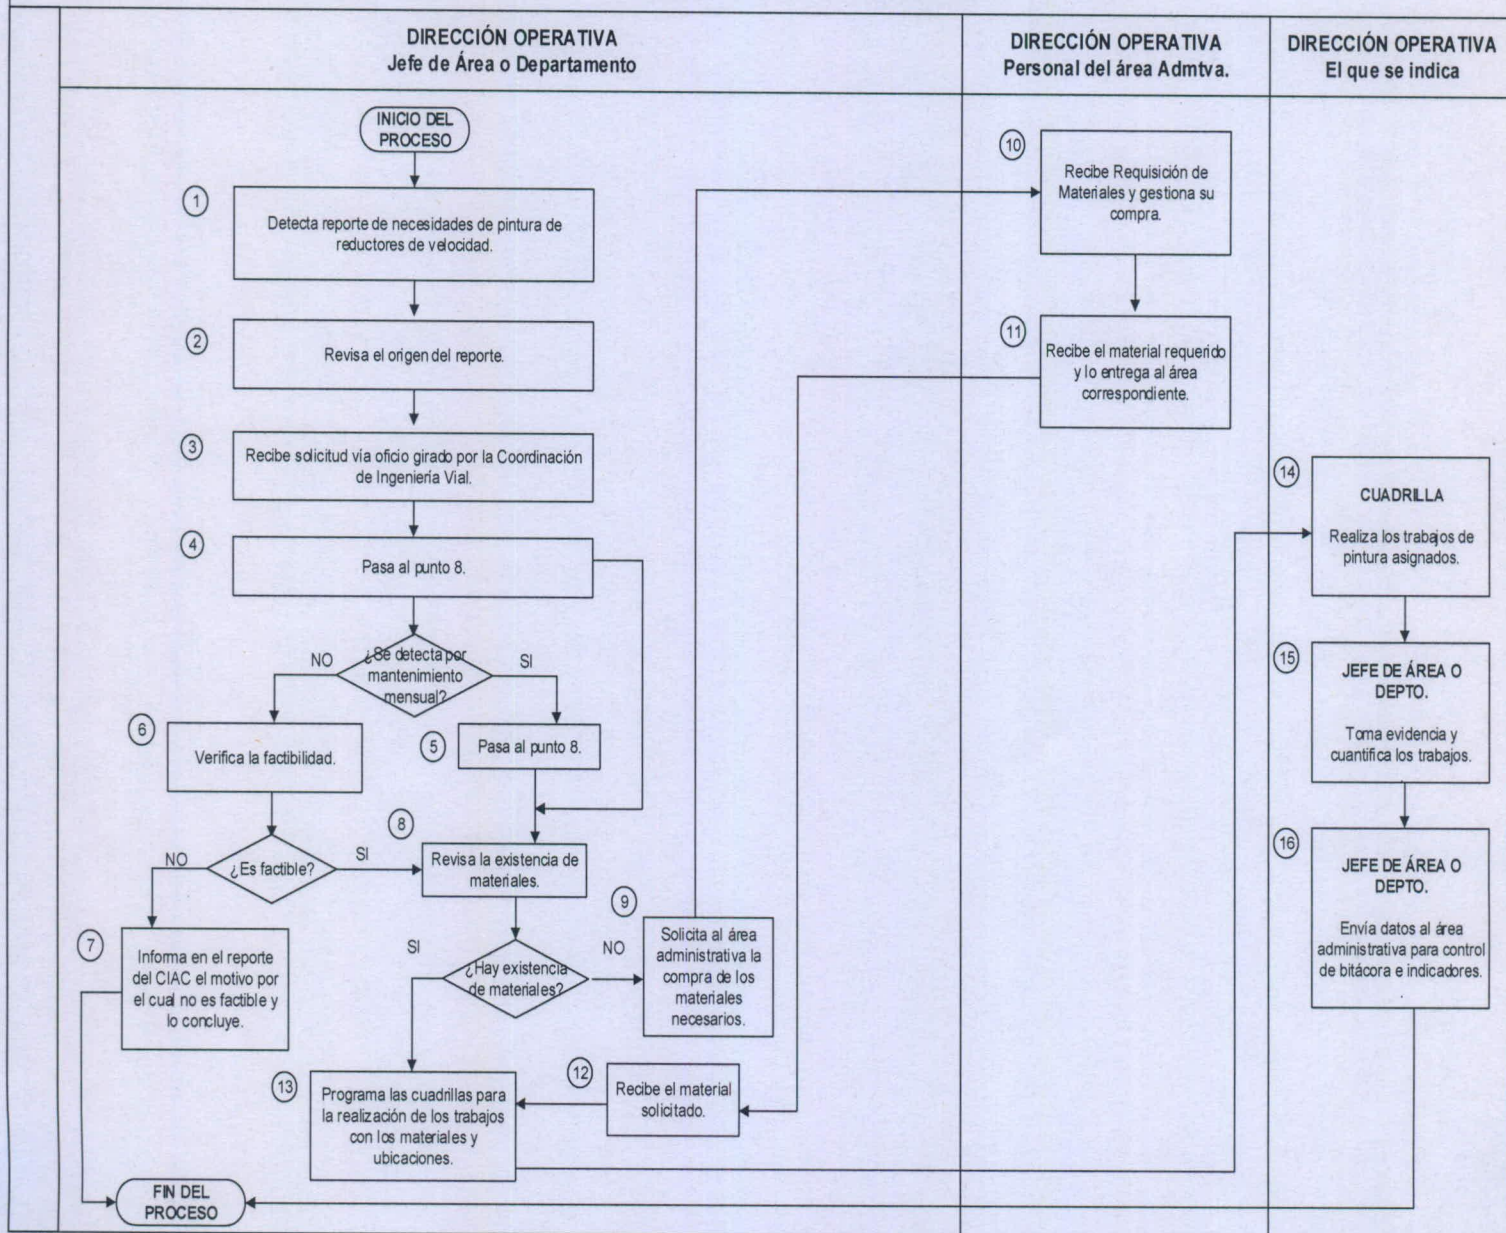 DIRECCIÓN OPERATIVA
Jefe de Área o Departamento
DIRECCIÓN OPERATIVA
Personal del área Admtva.
DIRECCIÓN OPERATIVA
El que se indica
INICIO DEL
PROCESO
1
Detecta reporte de necesidades de pintura de
reductores de velocidad.
2
Revisa el origen del reporte.
3
Recibe solicitud vía oficio girado por la Coordinación
de Ingeniería Vial.
4
Pasa al punto 8.
¿Se detecta por
mantenimiento
mensual?
NO
SI
6
Verifica la factibilidad.
5
Pasa al punto 8.
¿Es factible?
NO
SI
8
Revisa la existencia de
materiales.
7
Informa en el reporte
del CIAC el motivo por
el cual no es factible y
lo concluye.
¿Hay existencia
de materiales?
SI
NO
9
Solicita al área
administrativa la
compra de los
materiales
necesarios.
10
Recibe Requisición de
Materiales y gestiona su
compra.
11
Recibe el material requerido
y lo entrega al área
correspondiente.
12
Recibe el material
solicitado.
13
Programa las cuadrillas para
la realización de los trabajos
con los materiales y
ubicaciones.
14
CUADRILLA
Realiza los trabajos de
pintura asignados.
15
JEFE DE ÁREA O
DEPTO.
Toma evidencia y
cuantifica los trabajos.
16
JEFE DE ÁREA O
DEPTO.
Envía datos al área
administrativa para control
de bitácora e indicadores.
FIN DEL
PROCESO